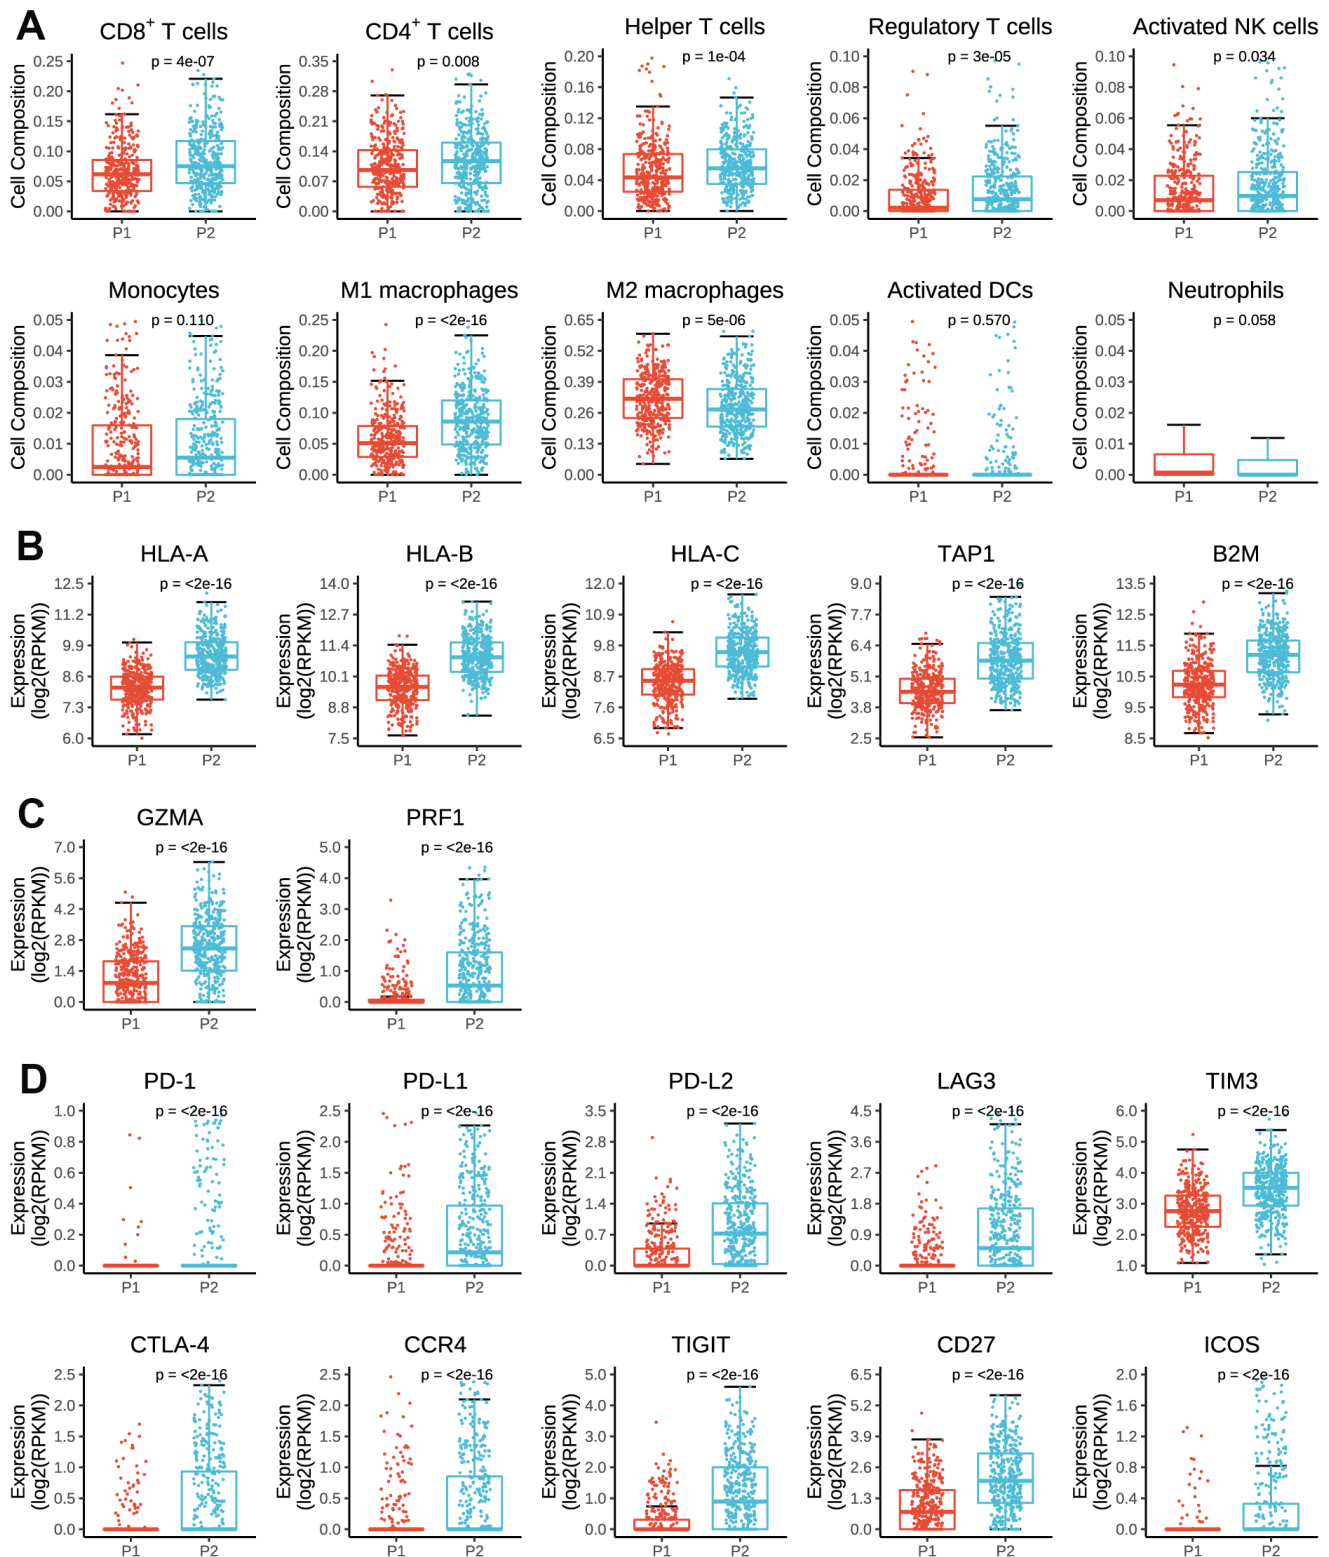 A
CD8+ T cells
CD4+ T cells
Helper T cells
Regulatory T cells
Activated NK cells
p = 4e-07
p = 0.008
p = 1e-04
p = 3e-05
p = 0.034
Cell Composition
0.25
0.20
0.15
0.10
0.05
0.00
P1 P2
Cell Composition
0.35
0.28
0.21
0.14
0.07
0.00
P1 P2
Cell Composition
0.20
0.16
0.12
0.08
0.04
0.00
P1 P2
Cell Composition
0.10
0.08
0.06
0.04
0.02
0.00
P1 P2
Cell Composition
0.10
0.08
0.06
0.04
0.02
0.00
P1 P2
Monocytes
M1 macrophages
M2 macrophages
Activated DCs
Neutrophils
p = 0.110
p = <2e-16
p = 5e-06
p = 0.570
p = 0.058
Cell Composition
0.05
0.04
0.03
0.02
0.01
0.00
P1 P2
Cell Composition
0.25
0.20
0.15
0.10
0.05
0.00
P1 P2
Cell Composition
0.65
0.52
0.39
0.26
0.13
0.00
P1 P2
Cell Composition
0.05
0.04
0.03
0.02
0.01
0.00
P1 P2
Cell Composition
0.05
0.04
0.03
0.02
0.01
0.00
P1 P2
B
HLA-A
HLA-B
HLA-C
TAP1
B2M
p = <2e-16
p = <2e-16
p = <2e-16
p = <2e-16
p = <2e-16
Expression
(log2(RPKM))
12.5
11.2
9.9
8.6
7.3
6.0
P1 P2
Expression
(log2(RPKM))
14.0
12.7
11.4
10.1
8.8
7.5
P1 P2
Expression
(log2(RPKM))
12.0
10.9
9.8
8.7
7.6
6.5
P1 P2
Expression
(log2(RPKM))
9.0
7.7
6.4
5.1
3.8
2.5
P1 P2
Expression
(log2(RPKM))
13.5
12.5
11.5
10.5
9.5
8.5
P1 P2
C
GZMA
PRF1
p = <2e-16
p = <2e-16
Expression
(log2(RPKM))
7.0
5.6
4.2
2.8
1.4
0.0
P1 P2
Expression
(log2(RPKM))
5.0
4.0
3.0
2.0
1.0
0.0
P1 P2
D
PD-1
PD-L1
PD-L2
LAG3
TIM3
p = <2e-16
p = <2e-16
p = <2e-16
p = <2e-16
p = <2e-16
Expression
(log2(RPKM))
1.0
0.8
0.6
0.4
0.2
0.0
P1 P2
Expression
(log2(RPKM))
2.5
2.0
1.5
1.0
0.5
0.0
P1 P2
Expression
(log2(RPKM))
3.5
2.8
2.1
1.4
0.7
0.0
P1 P2
Expression
(log2(RPKM))
4.5
3.6
2.7
1.8
0.9
0.0
P1 P2
Expression
(log2(RPKM))
6.0
5.0
4.0
3.0
2.0
1.0
P1 P2
CTLA-4
CCR4
TIGIT
CD27
ICOS
p = <2e-16
p = <2e-16
p = <2e-16
p = <2e-16
p = <2e-16
Expression
(log2(RPKM))
2.5
2.0
1.5
1.0
0.5
0.0
P1 P2
Expression
(log2(RPKM))
2.5
2.0
1.5
1.0
0.5
0.0
P1 P2
Expression
(log2(RPKM))
5.0
4.0
3.0
2.0
1.0
0.0
P1 P2
Expression
(log2(RPKM))
6.5
5.2
3.9
2.6
1.3
0.0
P1 P2
Expression
(log2(RPKM))
2.0
1.6
1.2
0.8
0.4
0.0
P1 P2